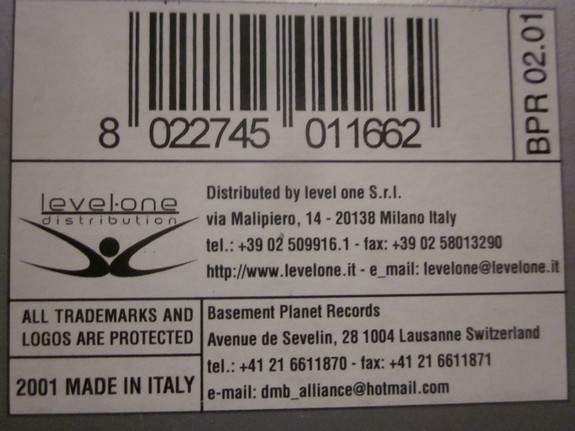 8 022745 011662
BPR 02.01
level·one
distribution
Distributed by level one S.r.l.
via Malipiero, 14 - 20138 Milano Italy
tel.: +39 02 509916.1 - fax: +39 02 58013290
http://www.levelone.it - e_mail: levelone@levelone.it
ALL TRADEMARKS AND
LOGOS ARE PROTECTED
2001 MADE IN ITALY
Basement Planet Records
Avenue de Sevelin, 28 1004 Lausanne Switzerland
tel.: +41 21 6611870 - fax: +41 21 6611871
e-mail: dmb_alliance@hotmail.com